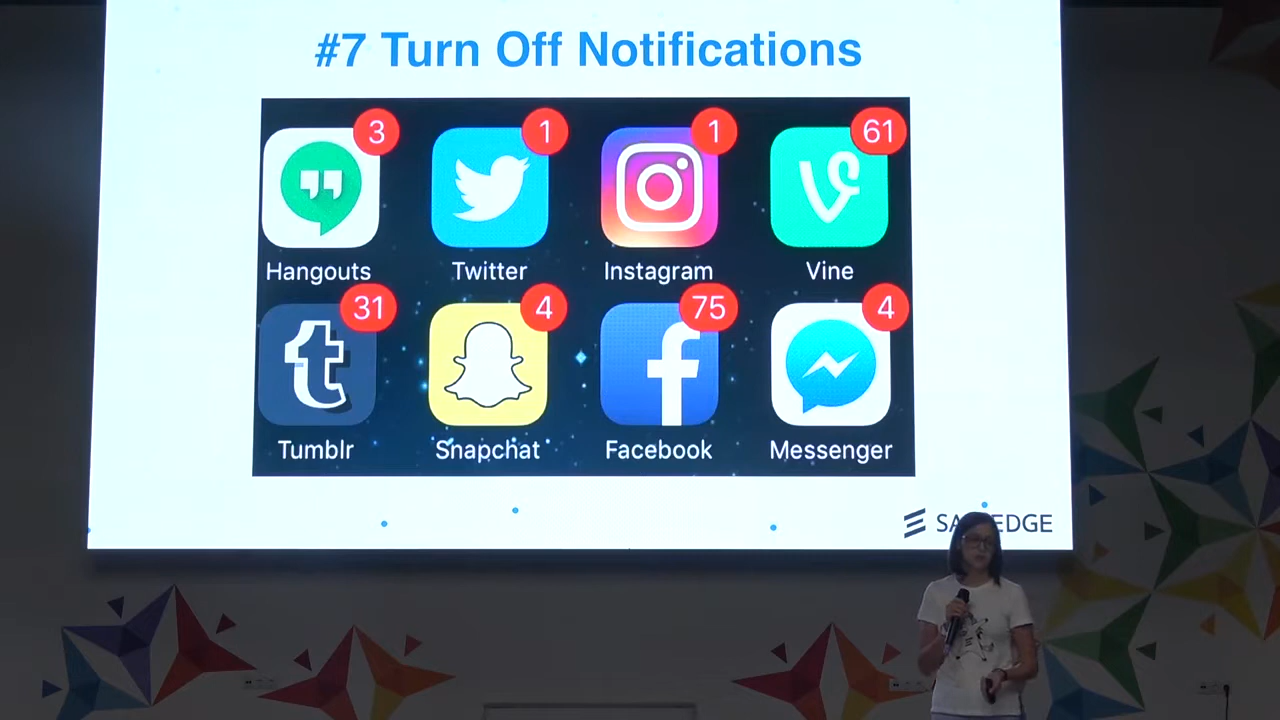 #7 Turn Off Notifications
3 1 1 61
Hangouts Twitter Instagram Vine
31 4 75 4
Tumblr Snapchat Facebook Messenger
EDGE